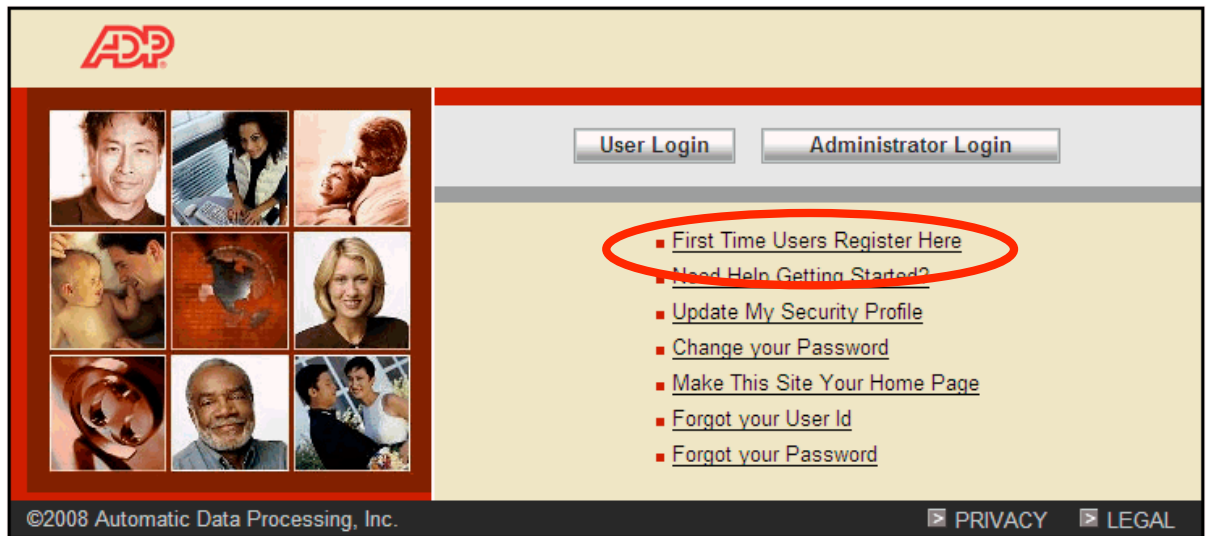 ADP
User Login Administrator Login
First Time Users Register Here
Need Help Getting Started?
Update My Security Profile
Change your Password
Make This Site Your Home Page
Forgot your User Id
Forgot your Password
©2008 Automatic Data Processing, Inc. PRIVACY LEGAL